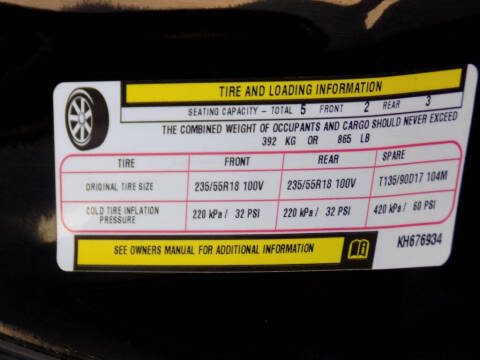 TIRE AND LOADING INFORMATION
SEATING CAPACITY - TOTAL 5 FRONT 2 REAR 3
THE COMBINED WEIGHT OF OCCUPANTS AND CARGO SHOULD NEVER EXCEED
392 KG OR 865 LB
TIRE FRONT REAR SPARE
ORIGINAL TIRE SIZE 235/55R18 100V 235/55R18 100V T135/90D17 104M
COLD TIRE INFLATION PRESSURE 220 kPa / 32 PSI 220 kPa / 32 PSI 420 kPa / 60 PSI
SEE OWNERS MANUAL FOR ADDITIONAL INFORMATION
KH676934